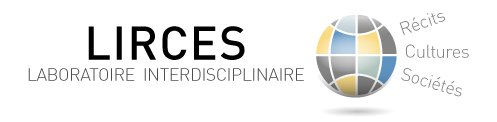 LIRCES
LABORATOIRE INTERDISCIPLINAIRE
Récits
Cultures
Sociétés